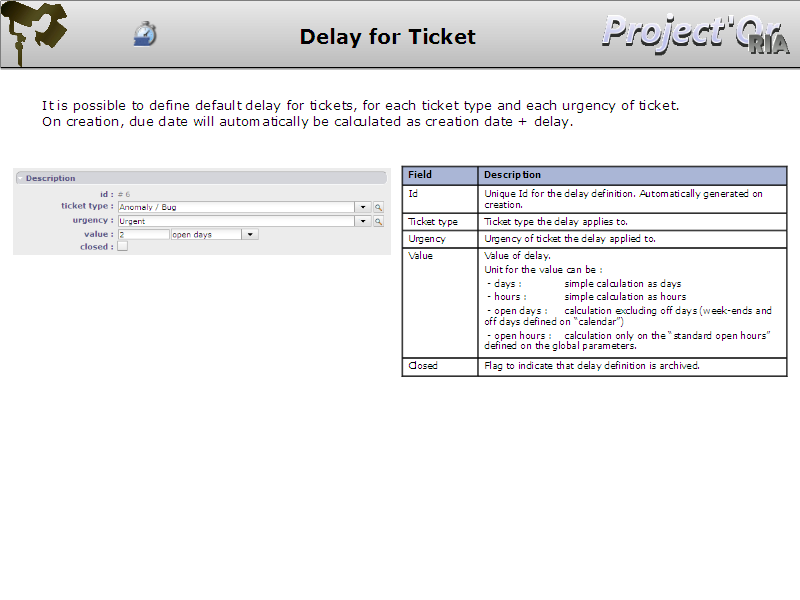 Delay for Ticket
Project'Or
RIA
It is possible to define default delay for tickets, for each ticket type and each urgency of ticket.
On creation, due date will automatically be calculated as creation date + delay.
Description
id : # 6
ticket type : Anomaly / Bug
urgency : Urgent
value : 2 open days
closed :
Field Description
Id Unique Id for the delay definition. Automatically generated on
creation.
Ticket type Ticket type the delay applies to.
Urgency Urgency of ticket the delay applied to.
Value Value of delay.
Unit for the value can be :
- days : simple calculation as days
- hours : simple calculation as hours
- open days : calculation excluding off days (week-ends and
off days defined on "calendar")
- open hours : calculation only on the "standard open hours"
defined on the global parameters.
Closed Flag to indicate that delay definition is archived.